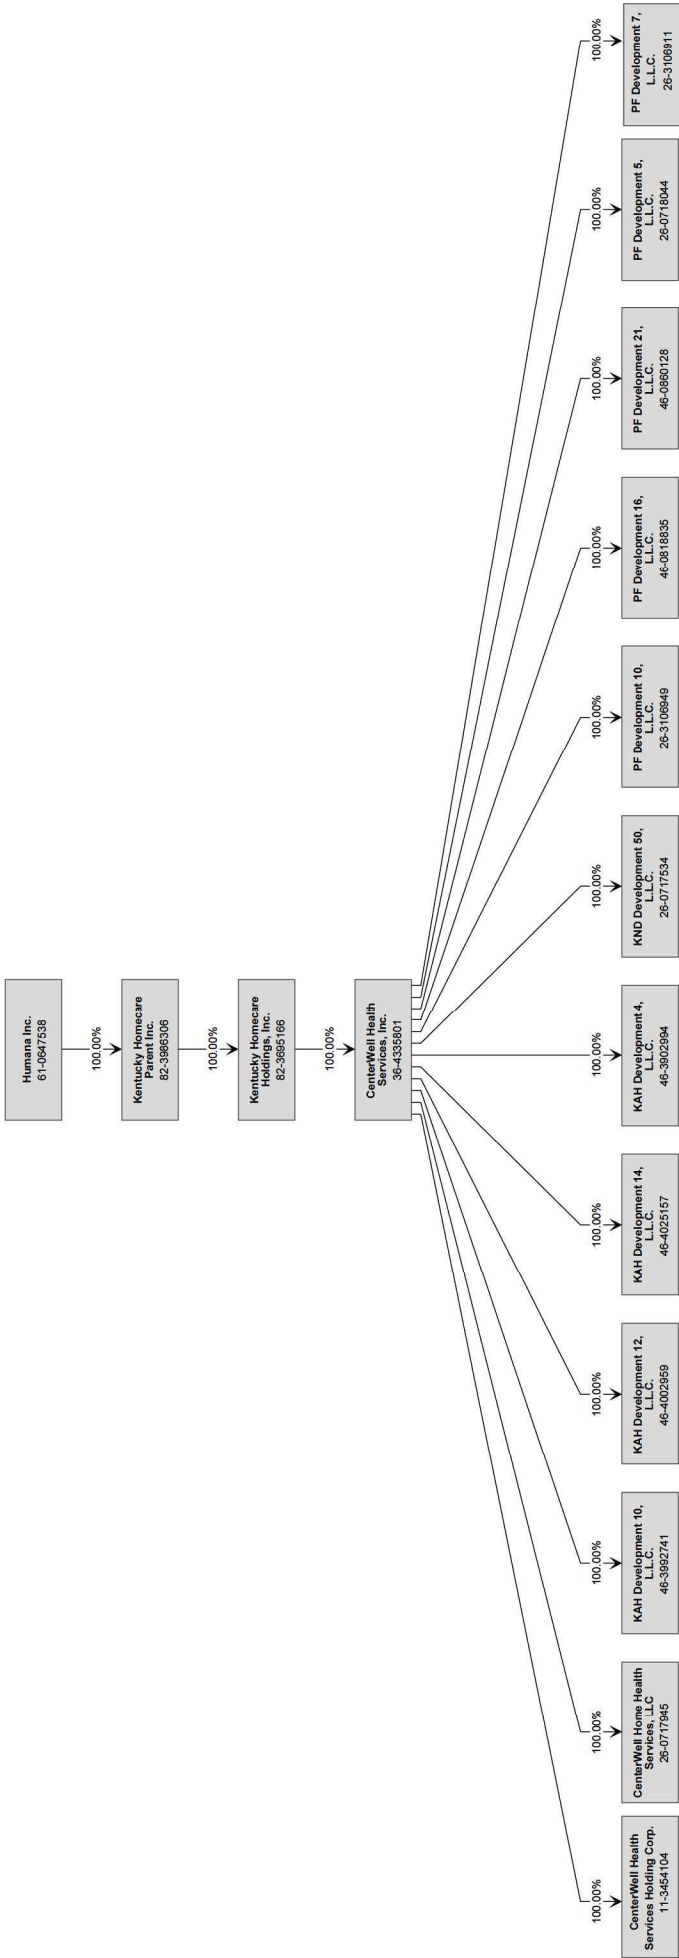 Humana Inc.
61-0647538
100.00%
Kentucky Homecare
Parent Inc.
82-3986306
100.00%
Kentucky Homecare
Holdings, Inc.
82-3695166
100.00%
CenterWell Health
Services, Inc.
36-4335801
100.00%
CenterWell Health
Services Holding Corp.
11-3454104
100.00%
CenterWell Home Health
Services, LLC
26-0717945
100.00%
KAH Development 10,
L.L.C.
46-3992741
100.00%
KAH Development 12,
L.L.C.
46-4002959
100.00%
KAH Development 14,
L.L.C.
46-4025157
100.00%
KAH Development 4,
L.L.C.
46-3902994
100.00%
KND Development 50,
L.L.C.
26-0717534
100.00%
PF Development 10,
L.L.C.
26-3106949
100.00%
PF Development 16,
L.L.C.
46-0818835
100.00%
PF Development 21,
L.L.C.
46-0860128
100.00%
PF Development 5,
L.L.C.
26-0718044
100.00%
PF Development 7,
L.L.C.
26-3106911